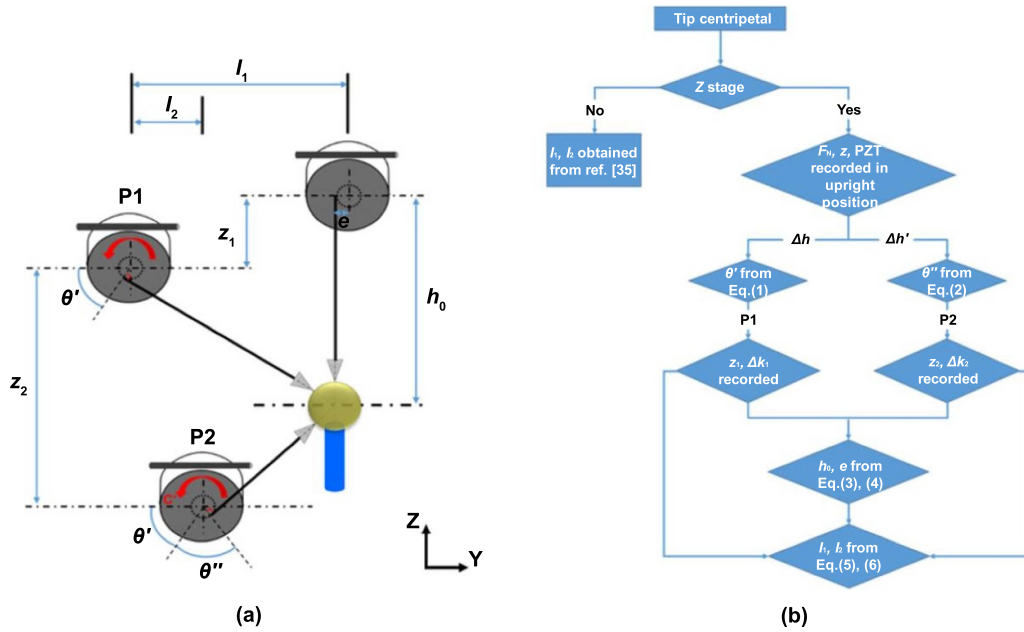 l₁
l₂
P1
z₁
e
θ′
h₀
z₂
P2
C′
θ′
θ″
Z
Y
(a)
Tip centripetal
Z stage
No
Yes
l₁, l₂ obtained
from ref. [35]
Fɴ, z, PZT
recorded in
upright
position
Δh
Δh′
θ′ from
Eq.(1)
θ″ from
Eq.(2)
P1
P2
z₁, Δk₁
recorded
z₂, Δk₂
recorded
h₀, e from
Eq.(3), (4)
l₁, l₂ from
Eq.(5), (6)
(b)